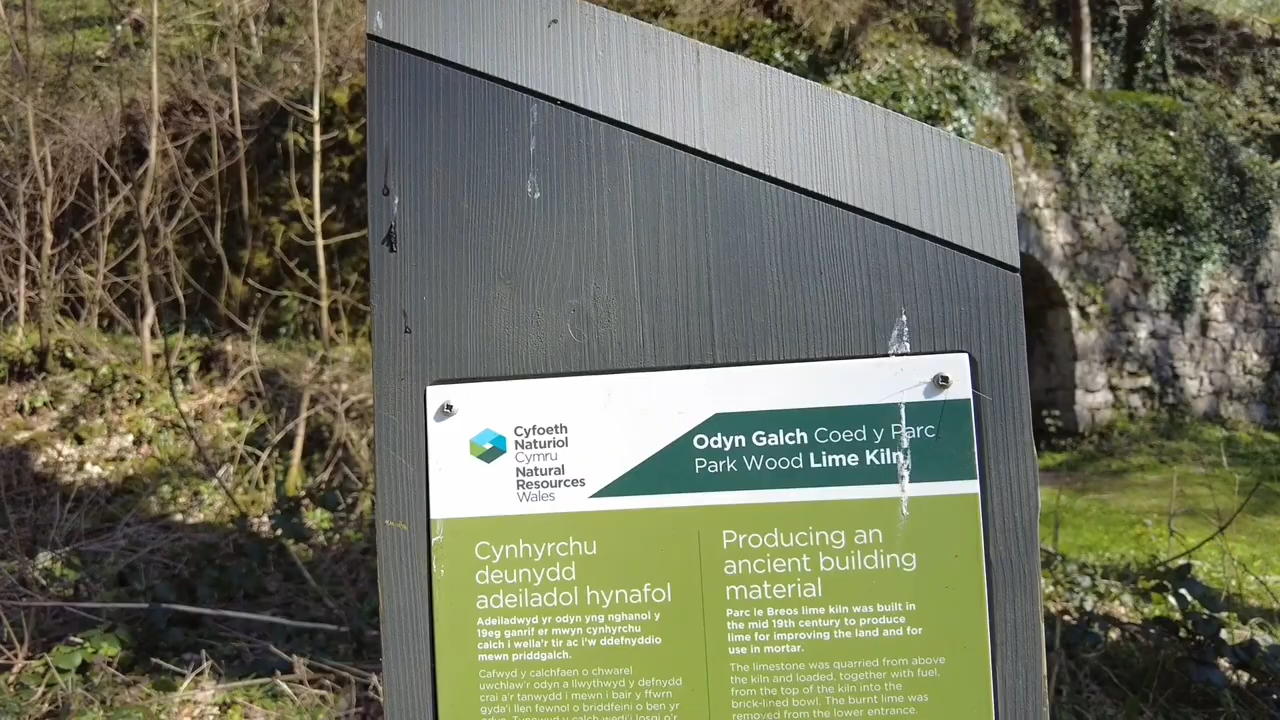 Cyfoeth
Naturiol
Cymru
Natural
Resources
Wales
Odyn Galch Coed y Parc
Park Wood Lime Kiln
Cynhyrchu
deunydd
adeiladol hynafol
Adeiladwyd yr odyn yng nghanol y
19eg ganrif er mwyn cynhyrchu
calch i wella'r tir ac i'w ddefnyddio
mewn priddgalch.
Cafwyd y calchfaen o chwarel
uwchlaw'r odyn a llwythwyd y defnydd
crai a'r tanwydd i mewn i bair y ffwrn
gyda'i llen fewnol o briddfeini o ben yr
odyn. Tynnwyd y calch wedi'i losgi o'r
Producing an
ancient building
material
Parc le Breos lime kiln was built in
the mid 19th century to produce
lime for improving the land and for
use in mortar.
The limestone was quarried from above
the kiln and loaded, together with fuel,
from the top of the kiln into the
brick-lined bowl. The burnt lime was
removed from the lower entrance.